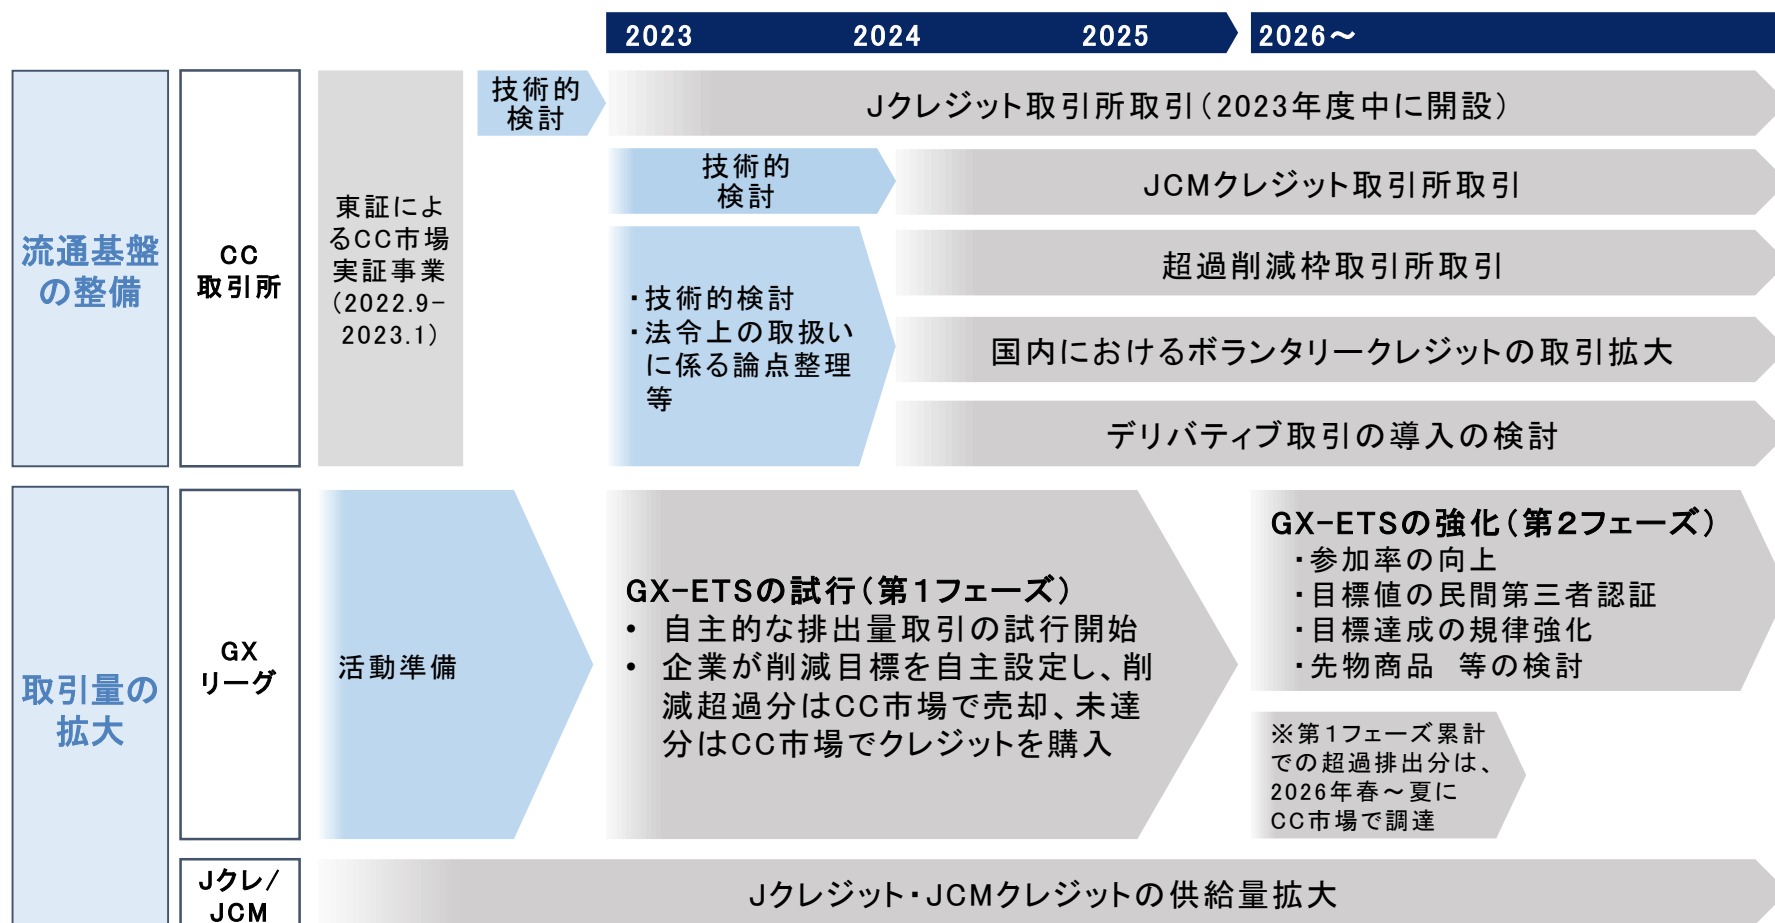 2023 2024 2025 2026～
流通基盤
の整備
CC
取引所
東証によ
るCC市場
実証事業
(2022.9-
2023.1)
技術的
検討
Jクレジット取引所取引(2023年度中に開設)
技術的
検討
JCMクレジット取引所取引
・技術的検討
・法令上の取扱い
に係る論点整理
等
超過削減枠取引所取引
国内におけるボランタリークレジットの取引拡大
デリバティブ取引の導入の検討
取引量の
拡大
GX
リーグ
活動準備
GX-ETSの試行(第1フェーズ)
• 自主的な排出量取引の試行開始
• 企業が削減目標を自主設定し、削
減超過分はCC市場で売却、未達
分はCC市場でクレジットを購入
GX-ETSの強化(第2フェーズ)
・参加率の向上
・目標値の民間第三者認証
・目標達成の規律強化
・先物商品 等の検討
※第1フェーズ累計
での超過排出分は、
2026年春～夏に
CC市場で調達
Jクレ/
JCM
Jクレジット・JCMクレジットの供給量拡大